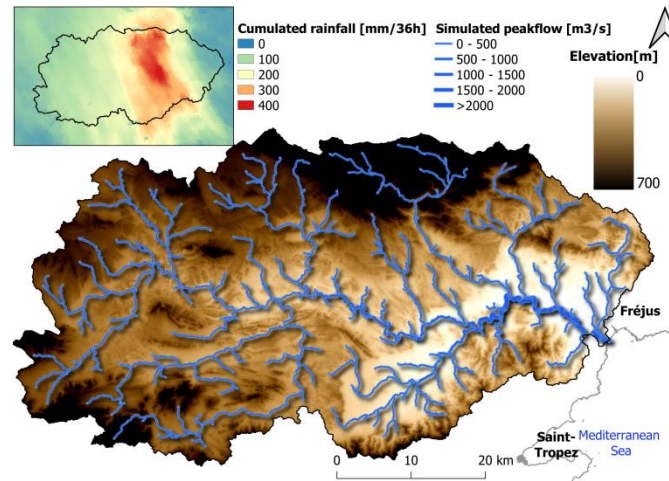 Cumulated rainfall [mm/36h]
0
100
200
300
400
Simulated peakflow [m3/s]
0 - 500
500 - 1000
1000 - 1500
1500 - 2000
>2000
Elevation[m]
0
700
Fréjus
Saint-
Tropez
Mediterranean
Sea
0 10 20 km